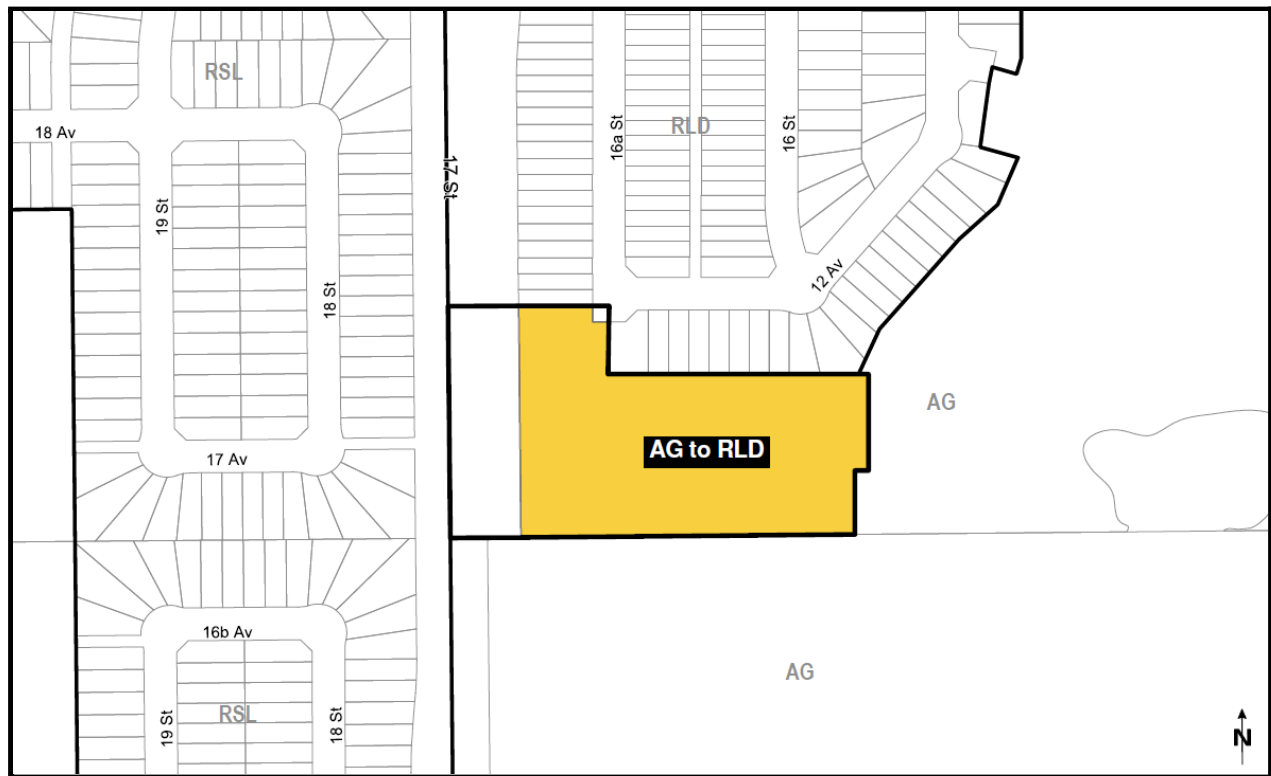 RSL
18 Av
19 St
18 St
17 St
16a St
RLD
16 St
12 Av
17 Av
AG to RLD
AG
16b Av
19 St
RSL
18 St
AG
N